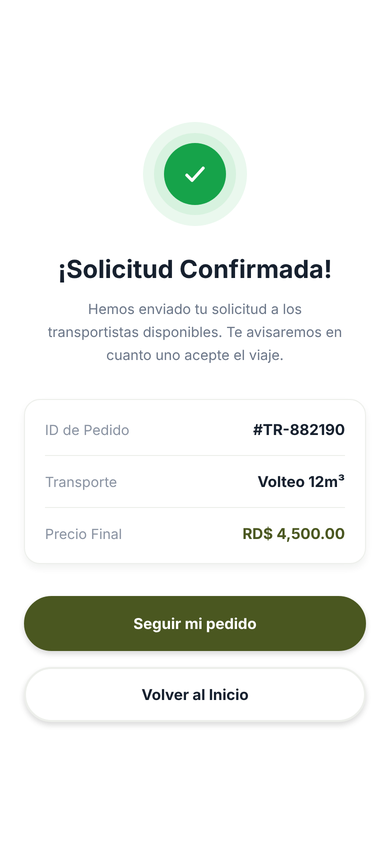 ¡Solicitud Confirmada!
Hemos enviado tu solicitud a los
transportistas disponibles. Te avisaremos en
cuanto uno acepte el viaje.
ID de Pedido #TR-882190
Transporte Volteo 12m³
Precio Final RD$ 4,500.00
Seguir mi pedido
Volver al Inicio